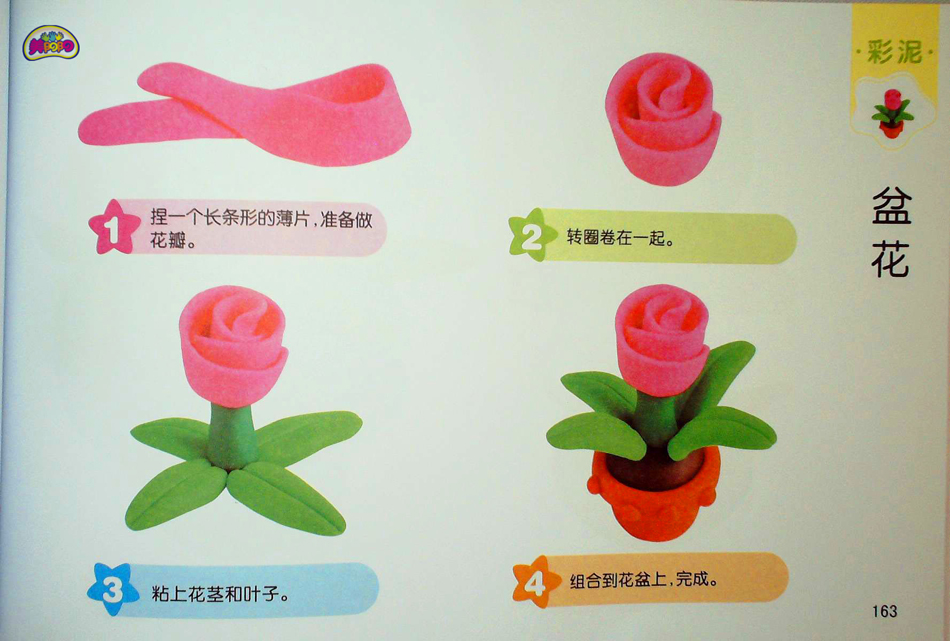 ·彩泥·
盆花
1
捏一个长条形的薄片,准备做
花瓣。
2
转圈卷在一起。
3
粘上花茎和叶子。
4
组合到花盆上,完成。
163